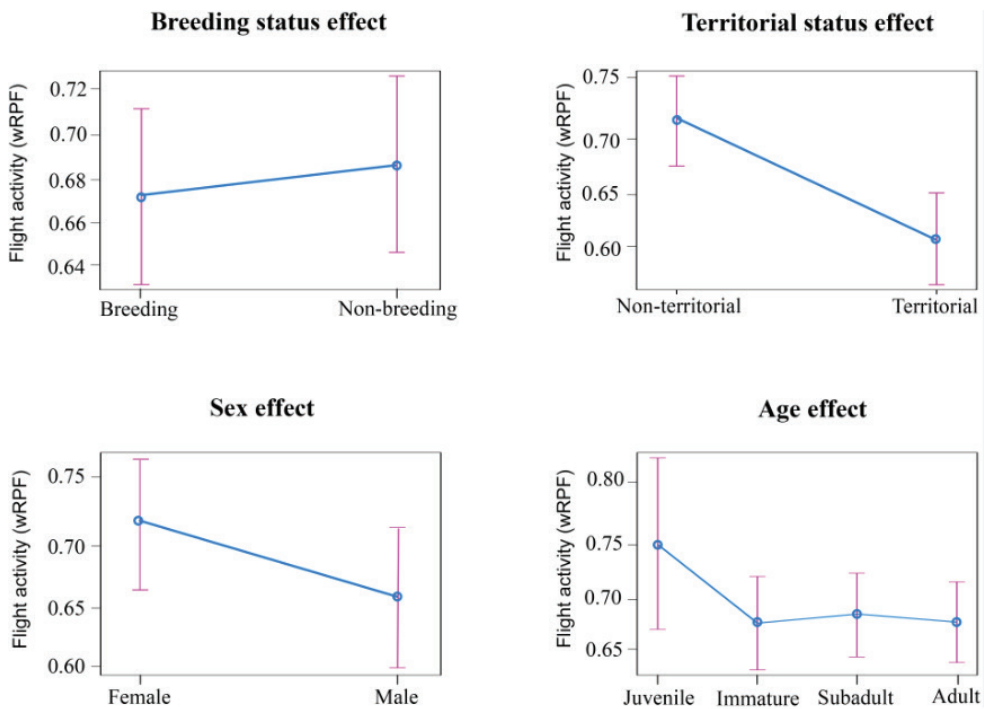 Breeding status effect
Flight activity (wRPF)
0.72
0.70
0.68
0.66
0.64
Breeding
Non-breeding
Territorial status effect
Flight activity (wRPF)
0.75
0.70
0.65
0.60
Non-territorial
Territorial
Sex effect
Flight activity (wRPF)
0.75
0.70
0.65
0.60
Female
Male
Age effect
Flight activity (wRPF)
0.80
0.75
0.70
0.65
Juvenile
Immature
Subadult
Adult